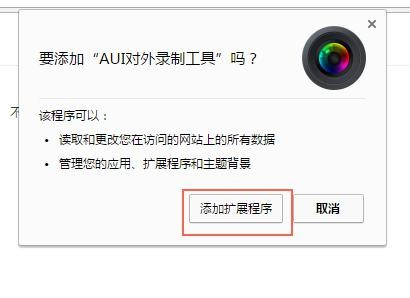 要添加“AUI对外录制工具”吗？
不
该程序可以：
• 读取和更改您在访问的网站上的所有数据
• 管理您的应用、扩展程序和主题背景
添加扩展程序
取消